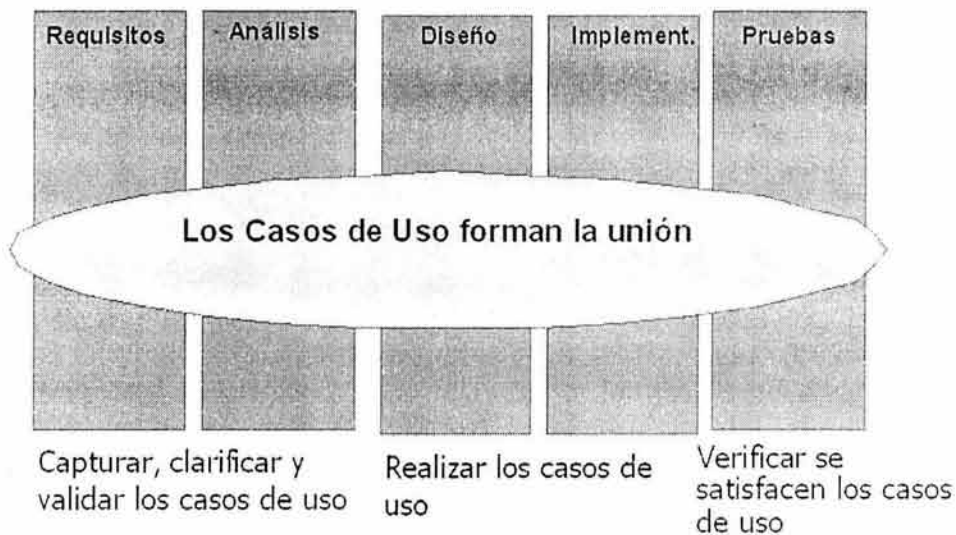 Requisitos
Análisis
Diseño
Implement.
Pruebas
Los Casos de Uso forman la unión
Capturar, clarificar y
validar los casos de uso
Realizar los casos de
uso
Verificar se
satisfacen los casos
de uso